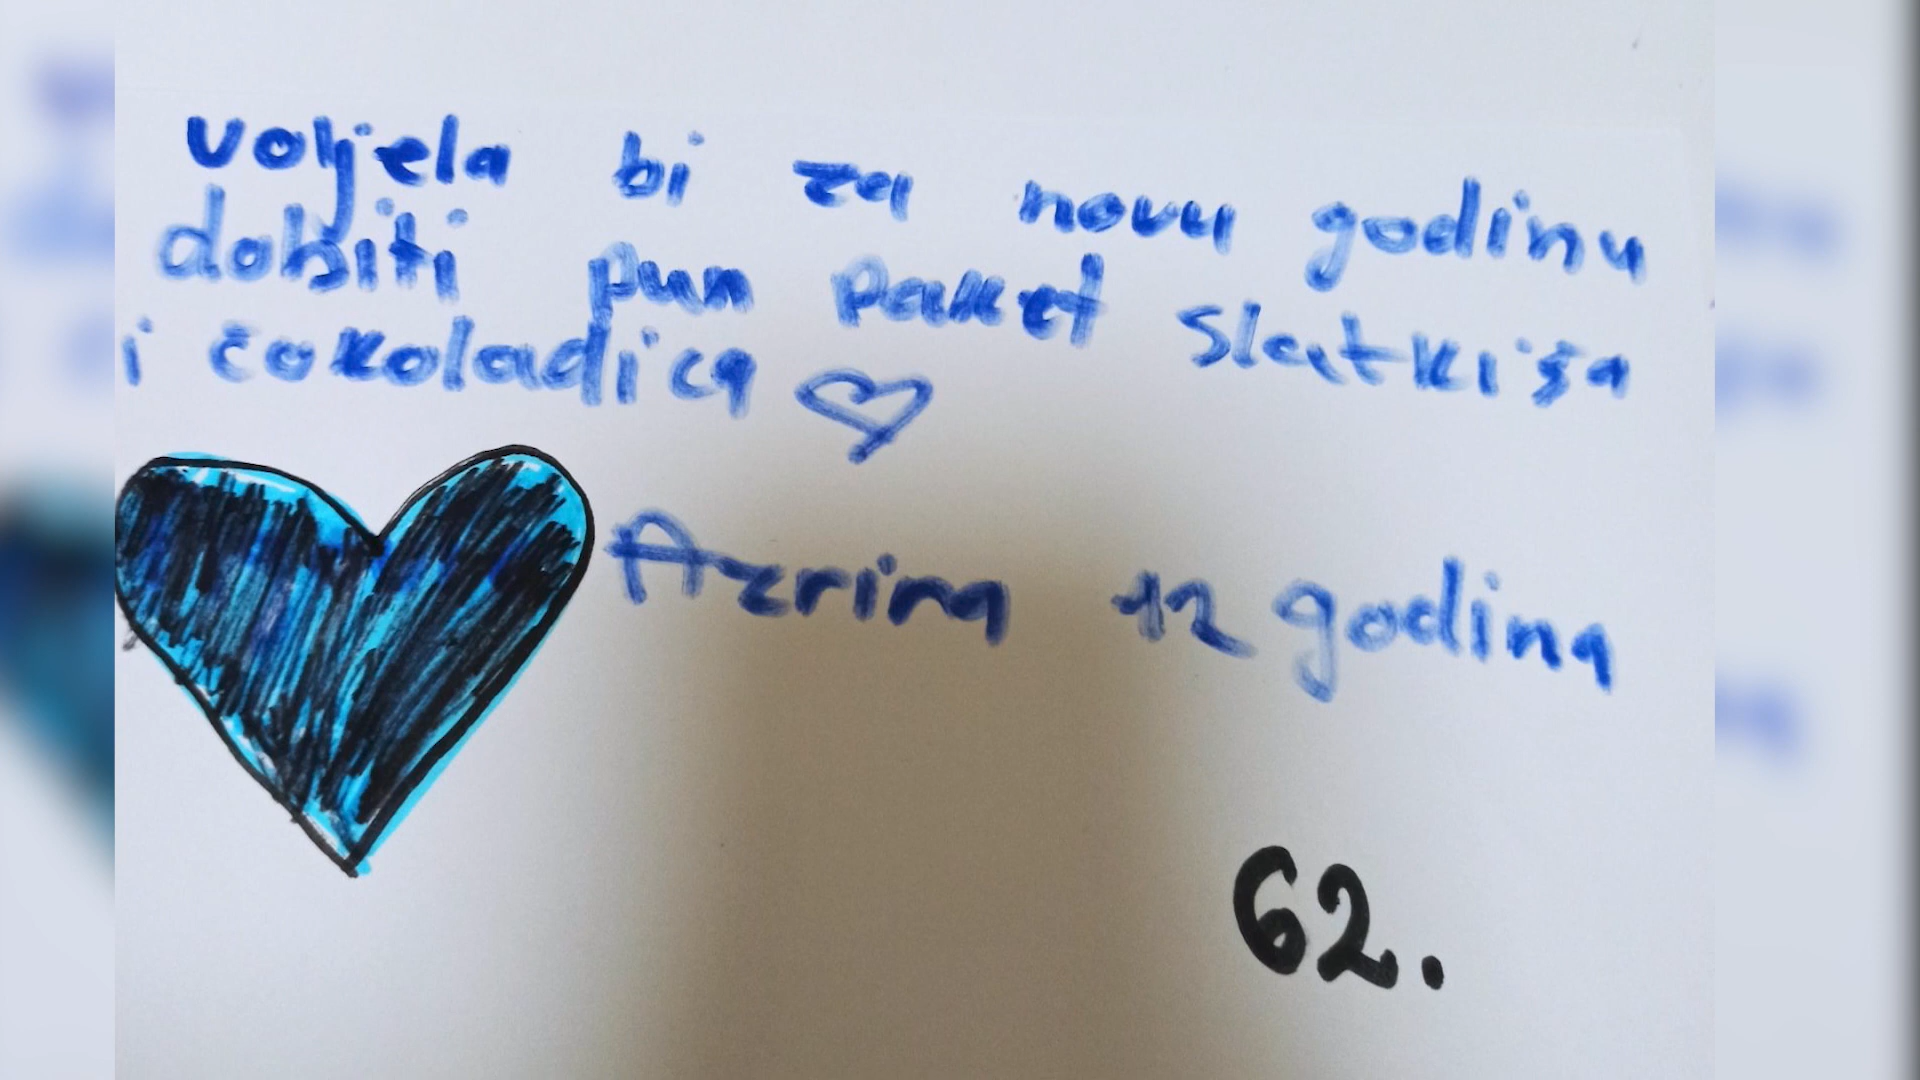 voljela bi za novu godinu
dobiti pun paket slatkiša
i čokoladica ♡
Azrina 12 godina
62.